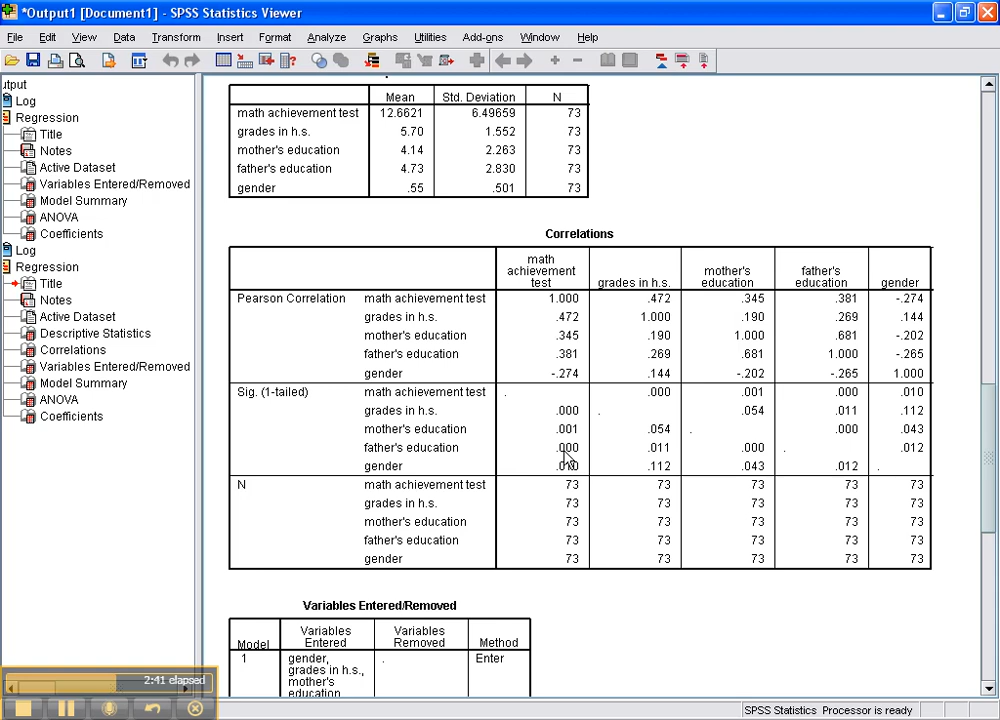 *Output1 [Document1] - SPSS Statistics Viewer
File Edit View Data Transform Insert Format Analyze Graphs Utilities Add-ons Window Help
Log
Regression
Title
Notes
Active Dataset
Variables Entered/Removed
Model Summary
ANOVA
Coefficients
Log
Regression
Title
Notes
Active Dataset
Descriptive Statistics
Correlations
Variables Entered/Removed
Model Summary
ANOVA
Coefficients
Mean Std. Deviation N
math achievement test 12.6621 6.49659 73
grades in h.s. 5.70 1.552 73
mother's education 4.14 2.263 73
father's education 4.73 2.830 73
gender .55 .501 73
Correlations
math achievement test grades in h.s. mother's education father's education gender
Pearson Correlation math achievement test 1.000 .472 .345 .381 -.274
grades in h.s. .472 1.000 .190 .269 .144
mother's education .345 .190 1.000 .681 -.202
father's education .381 .269 .681 1.000 -.265
gender -.274 .144 -.202 -.265 1.000
Sig. (1-tailed) math achievement test . .000 .001 .000 .010
grades in h.s. .000 . .054 .011 .112
mother's education .001 .054 . .000 .043
father's education .000 .011 .000 . .012
gender .010 .112 .043 .012 .
N math achievement test 73 73 73 73 73
grades in h.s. 73 73 73 73 73
mother's education 73 73 73 73 73
father's education 73 73 73 73 73
gender 73 73 73 73 73
Variables Entered/Removed
Model Variables Entered Variables Removed Method
1 gender, . Enter
grades in h.s.,
mother's
education
2:41 elapsed
SPSS Statistics Processor is ready